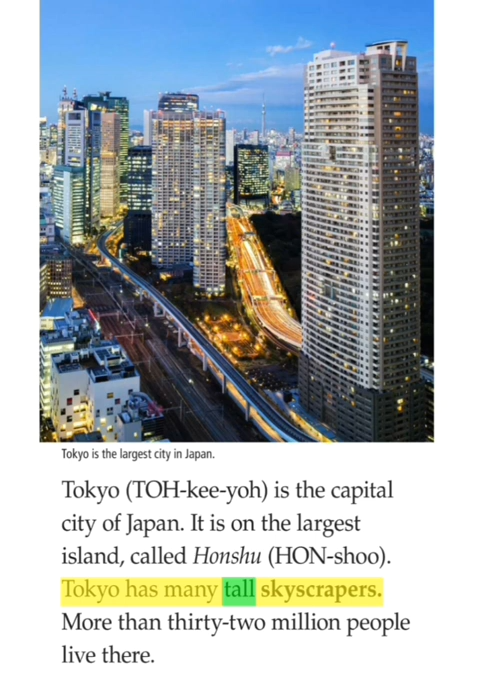 Tokyo is the largest city in Japan.
Tokyo (TOH-kee-yoh) is the capital
city of Japan. It is on the largest
island, called Honshu (HON-shoo).
Tokyo has many tall skyscrapers.
More than thirty-two million people
live there.